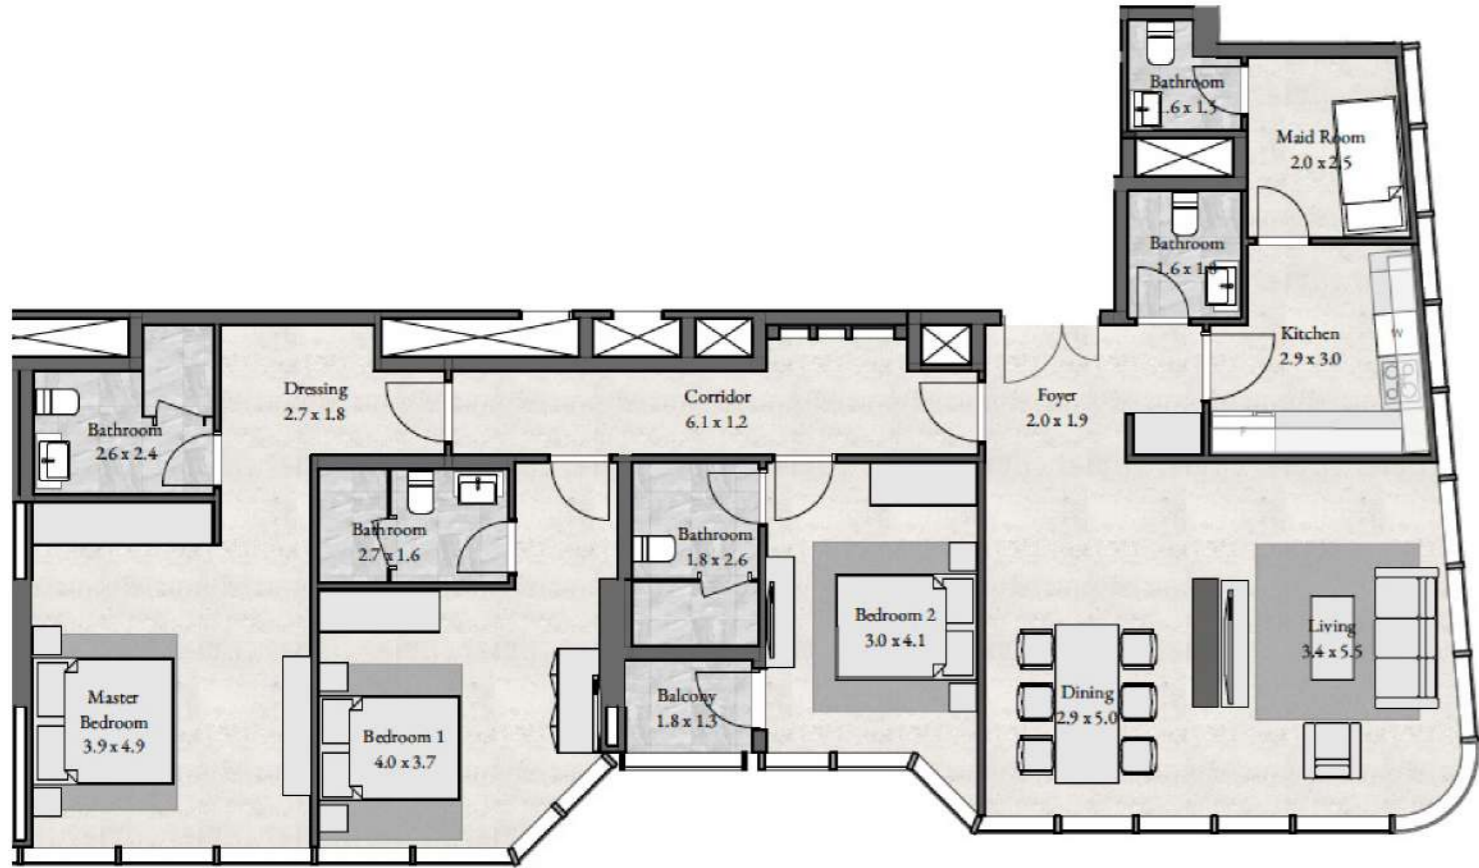 Bathroom
1.6 x 1.5
Maid Room
2.0 x 2.5
Bathroom
1.6 x 1.8
Kitchen
2.9 x 3.0
W
F
Dressing
2.7 x 1.8
Corridor
6.1 x 1.2
Foyer
2.0 x 1.9
Bathroom
2.6 x 2.4
Bathroom
2.7 x 1.6
Bathroom
1.8 x 2.6
Bedroom 2
3.0 x 4.1
Living
3.4 x 5.5
Master
Bedroom
3.9 x 4.9
Bedroom 1
4.0 x 3.7
Balcony
1.8 x 1.3
Dining
2.9 x 5.0